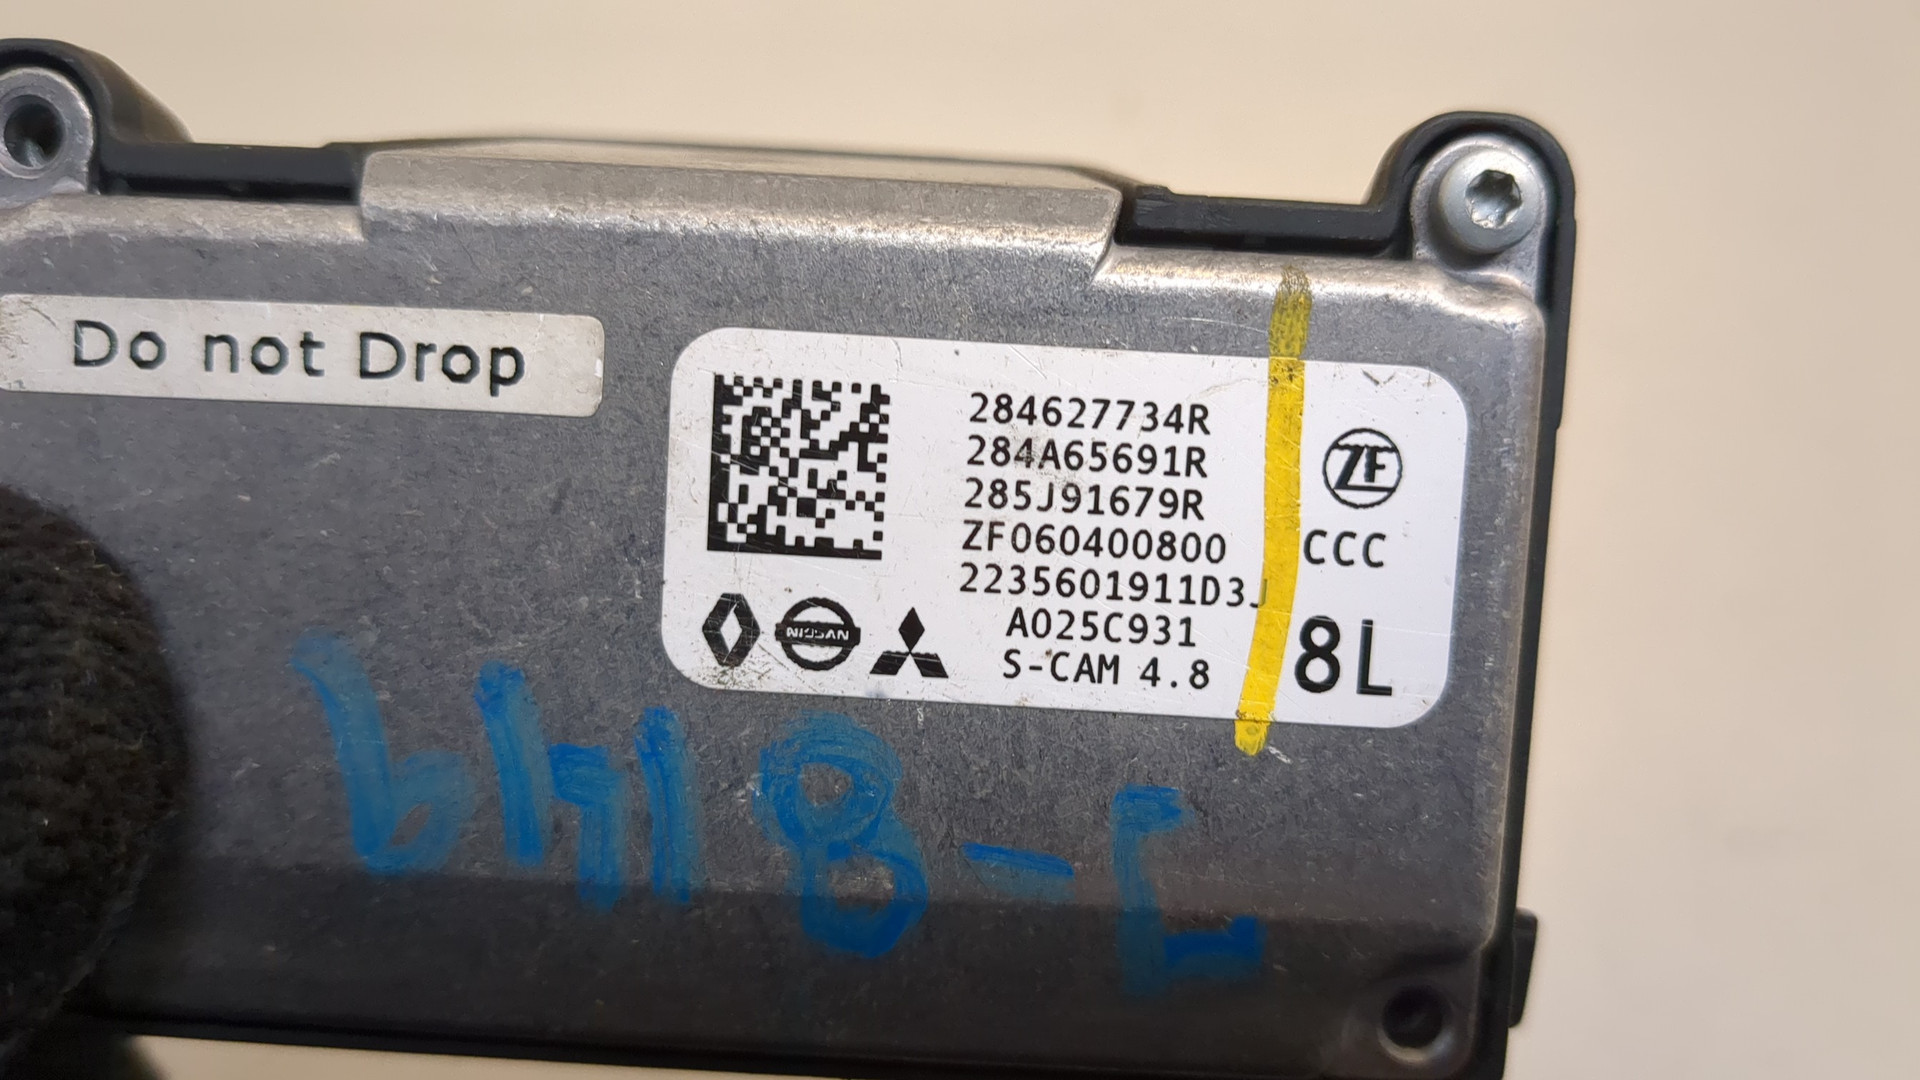 Do not Drop
284627734R
284A65691R
285J91679R
ZF060400800
2235601911D3J
A025C931
S-CAM 4.8
ZF
CCC
8L
NISSAN